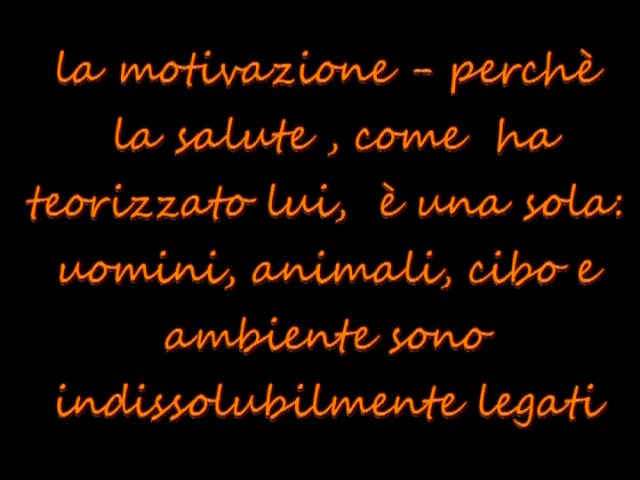 la motivazione - perchè
la salute , come ha
teorizzato lui, è una sola:
uomini, animali, cibo e
ambiente sono
indissolubilmente legati